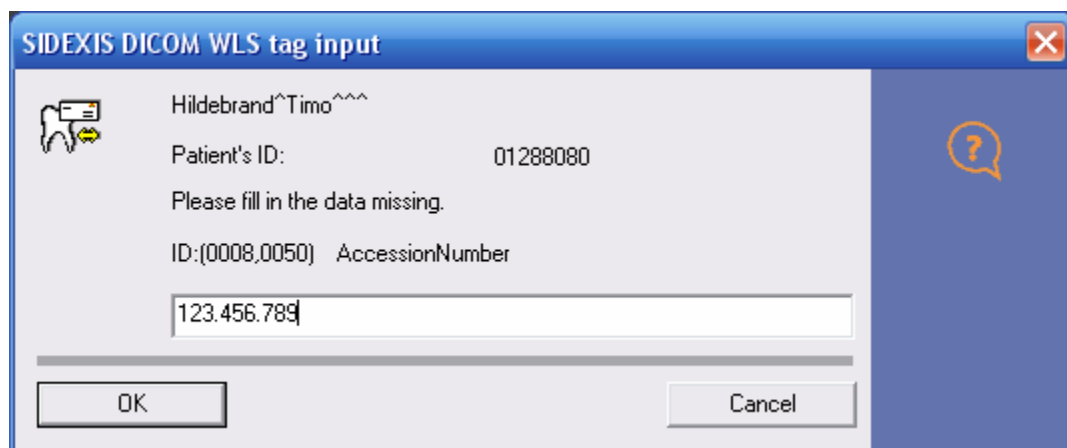 SIDEXIS DICOM WLS tag input
Hildebrand^Timo^^^
Patient's ID: 01288080
Please fill in the data missing.
ID:(0008,0050) AccessionNumber
123.456.789
OK Cancel